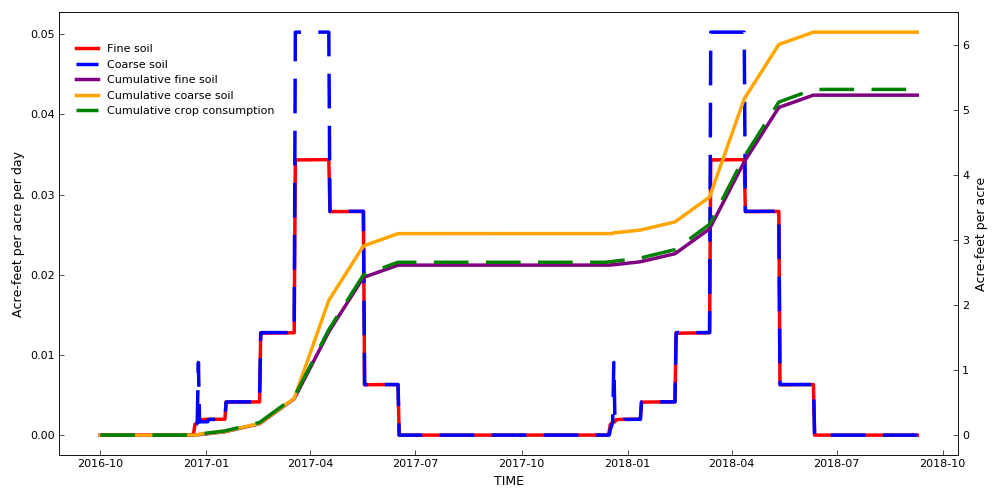 Fine soil
Coarse soil
Cumulative fine soil
Cumulative coarse soil
Cumulative crop consumption
0.05
0.04
0.03
0.02
0.01
0.00
Acre-feet per acre per day
6
5
4
3
2
1
0
Acre-feet per acre
2016-10
2017-01
2017-04
2017-07
2017-10
2018-01
2018-04
2018-07
2018-10
TIME